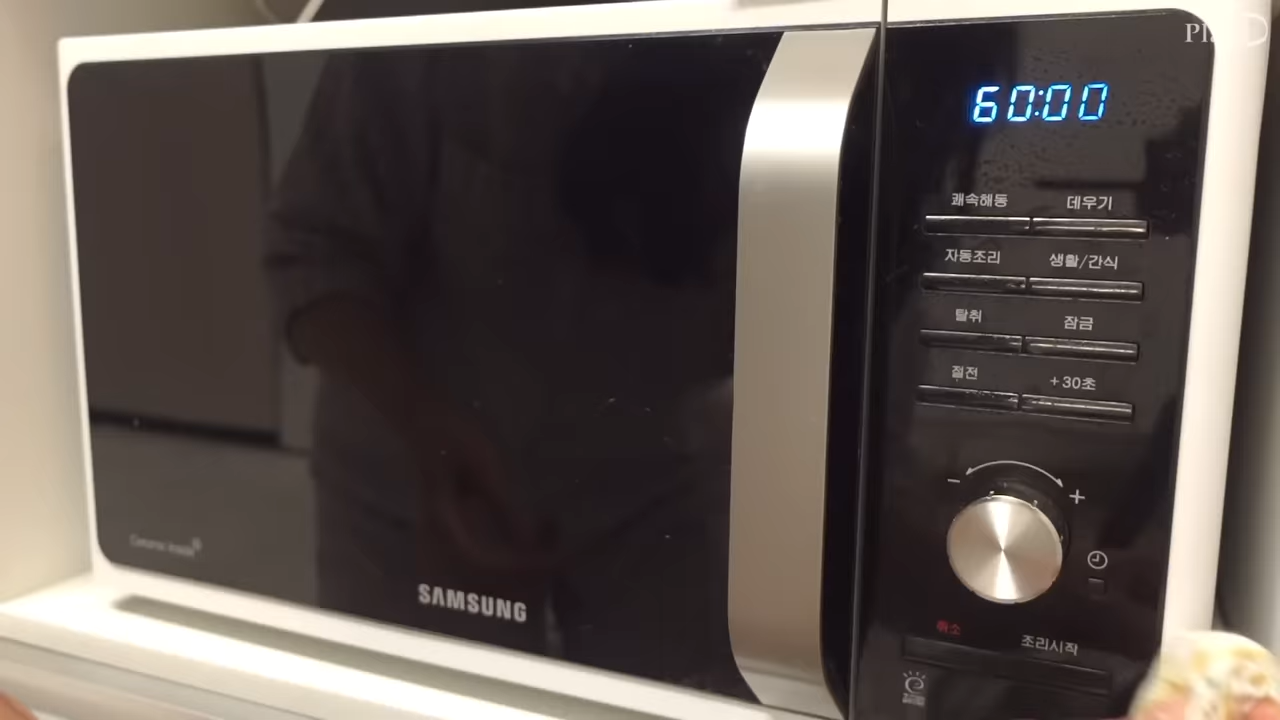 60:00
쾌속해동 데우기
자동조리 생활/간식
탈취 잠금
절전 +30초
− +
취소 조리시작
SAMSUNG